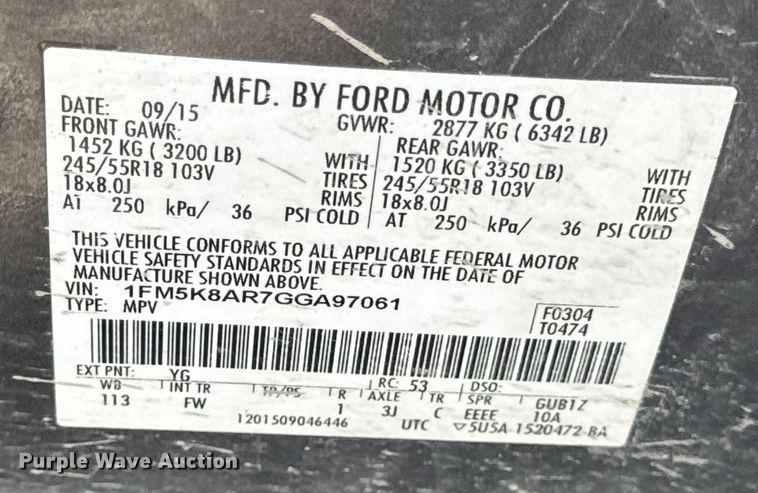 MFD. BY FORD MOTOR CO.
DATE: 09/15 GVWR: 2877 KG ( 6342 LB)
FRONT GAWR: REAR GAWR:
1452 KG ( 3200 LB) WITH 1520 KG ( 3350 LB) WITH
245/55R18 103V TIRES 245/55R18 103V TIRES
18x8.0J RIMS 18x8.0J RIMS
AT 250 kPa/ 36 PSI COLD AT 250 kPa/ 36 PSI COLD
THIS VEHICLE CONFORMS TO ALL APPLICABLE FEDERAL MOTOR
VEHICLE SAFETY STANDARDS IN EFFECT ON THE DATE OF
MANUFACTURE SHOWN ABOVE.
VIN: 1FM5K8AR7GGA97061
TYPE: MPV
F0304
T0474
EXT PNT: YG RC: 53 DSO:
WB INT TR TP/PS R AXLE TR SPR GUB1Z
113 FW 1 3J C EEEE 10A
1201509046446 UTC ▽5U5A-1520472-BA
Purple Wave Auction